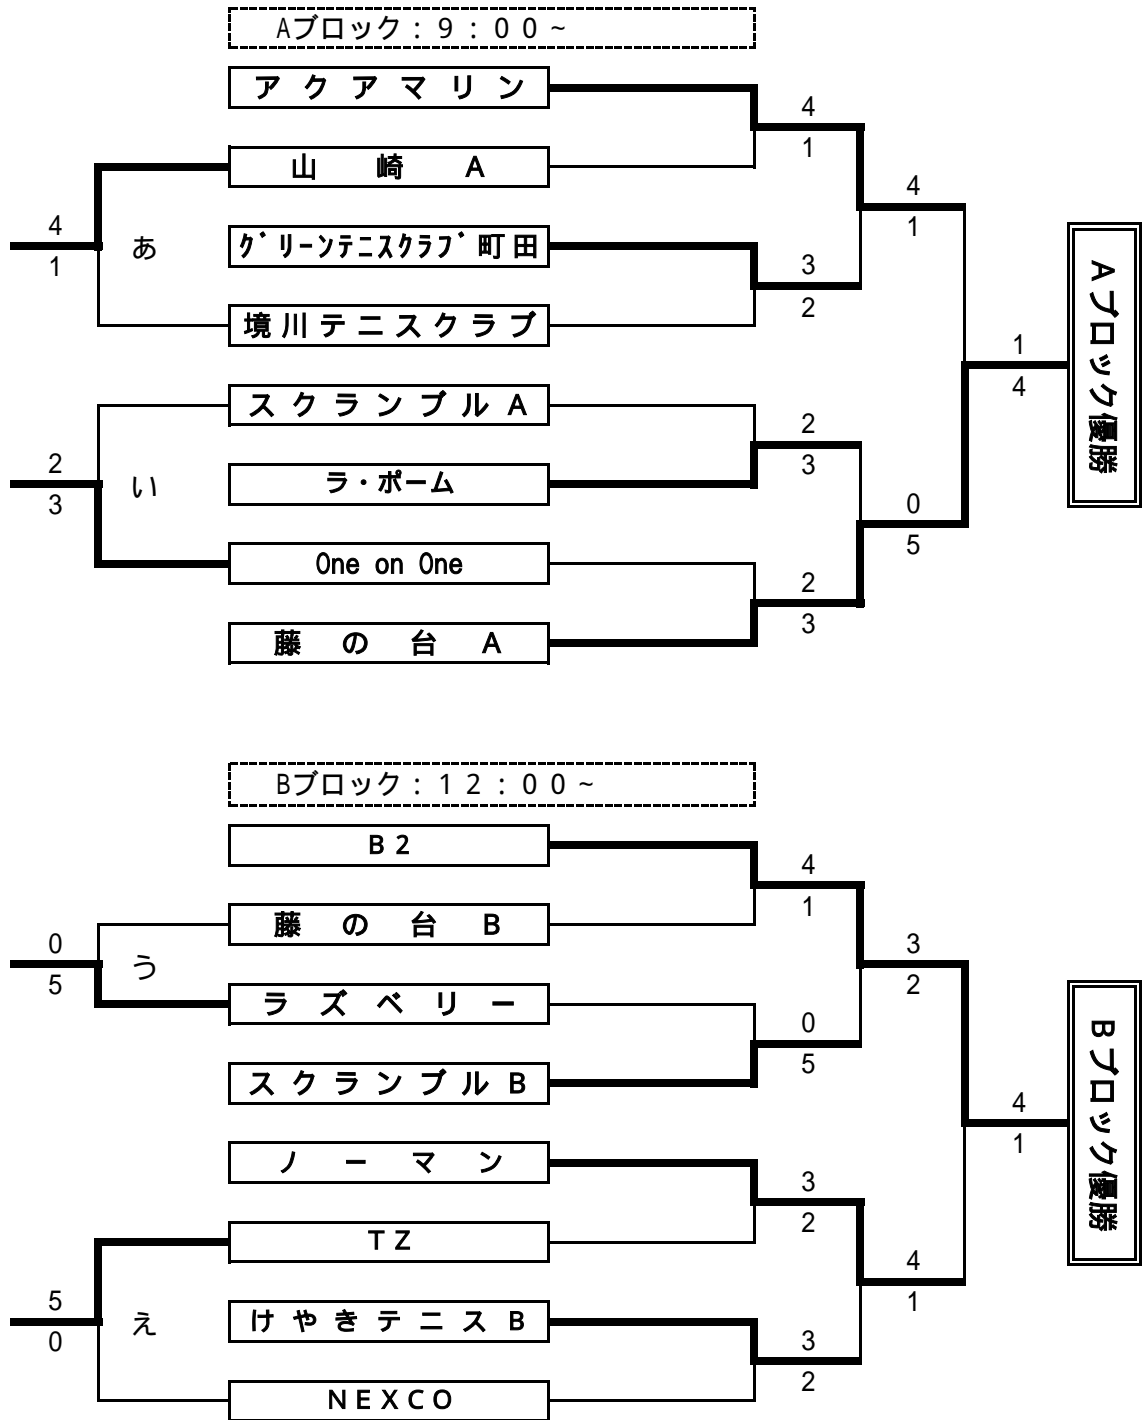 Aブロック：９：００～
アクアマリン
4
1
山崎A
4
1
4
1
あ
ｸﾞﾘｰﾝﾃﾆｽｸﾗﾌﾞ町田
3
2
境川テニスクラブ
1
4
Aブロック優勝
スクランブルA
2
3
2
3
い
ラ・ポーム
0
5
One on One
2
3
藤の台A
Bブロック：１２：００～
B2
4
1
藤の台B
3
2
0
5
う
ラズベリー
0
5
スクランブルB
4
1
Bブロック優勝
ノーマン
3
2
TZ
4
1
5
0
え
けやきテニスB
3
2
NEXCO